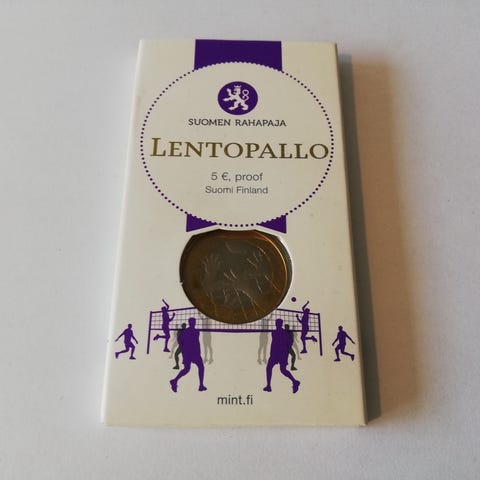 SUOMEN RAHAPAJA
LENTOPALLO
5 €, proof
Suomi Finland
mint.fi